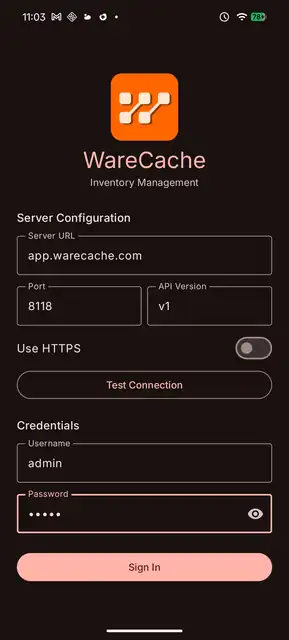 11:03
78+
WareCache
Inventory Management
Server Configuration
Server URL
app.warecache.com
Port
API Version
8118
v1
Use HTTPS
Test Connection
Credentials
Username
admin
Password
•••••
Sign In